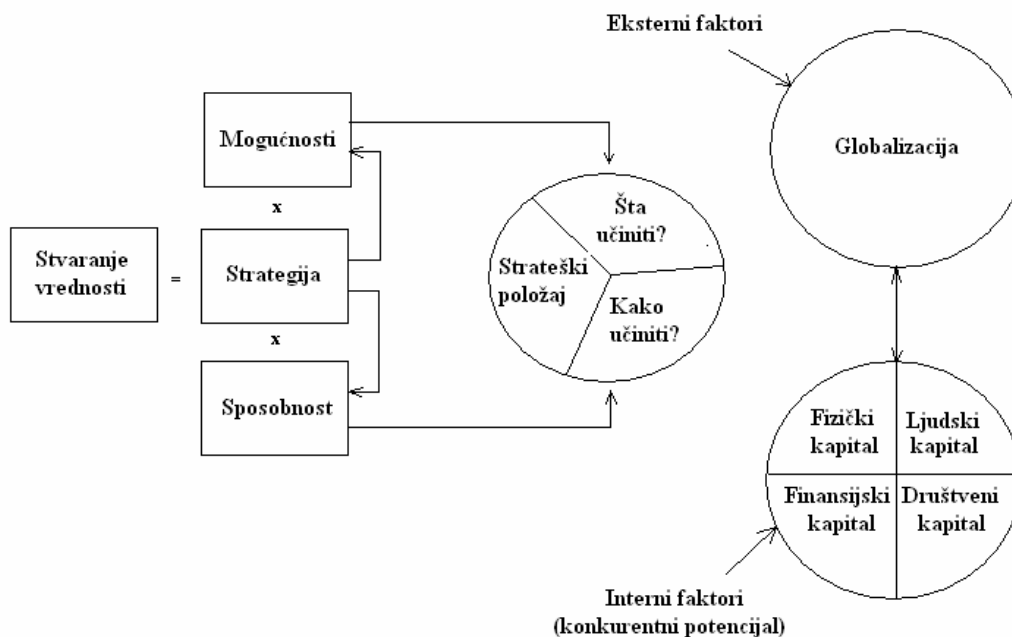 Eksterni faktori
Globalizacija
Mogućnosti
x
Stvaranje
vrednosti
=
Strategija
x
Sposobnost
Šta
učiniti?
Strateški
položaj
Kako
učiniti?
Fizički
kapital
Ljudski
kapital
Finansijski
kapital
Društveni
kapital
Interni faktori
(konkurentni potencijal)